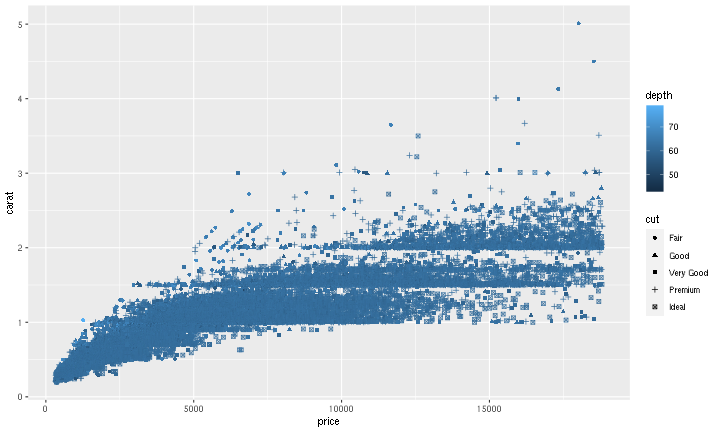 5
4
3
2
1
0
carat
0 5000 10000 15000
price
depth
70
60
50
cut
Fair
Good
Very Good
Premium
Ideal